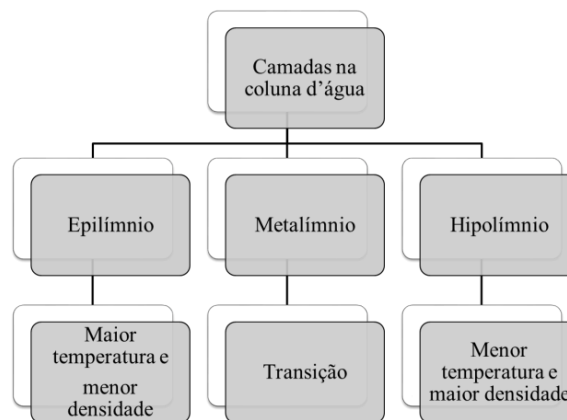 Camadas na
coluna d'água
Epilímnio
Metalímnio
Hipolímnio
Maior
temperatura e
menor
densidade
Transição
Menor
temperatura e
maior densidade